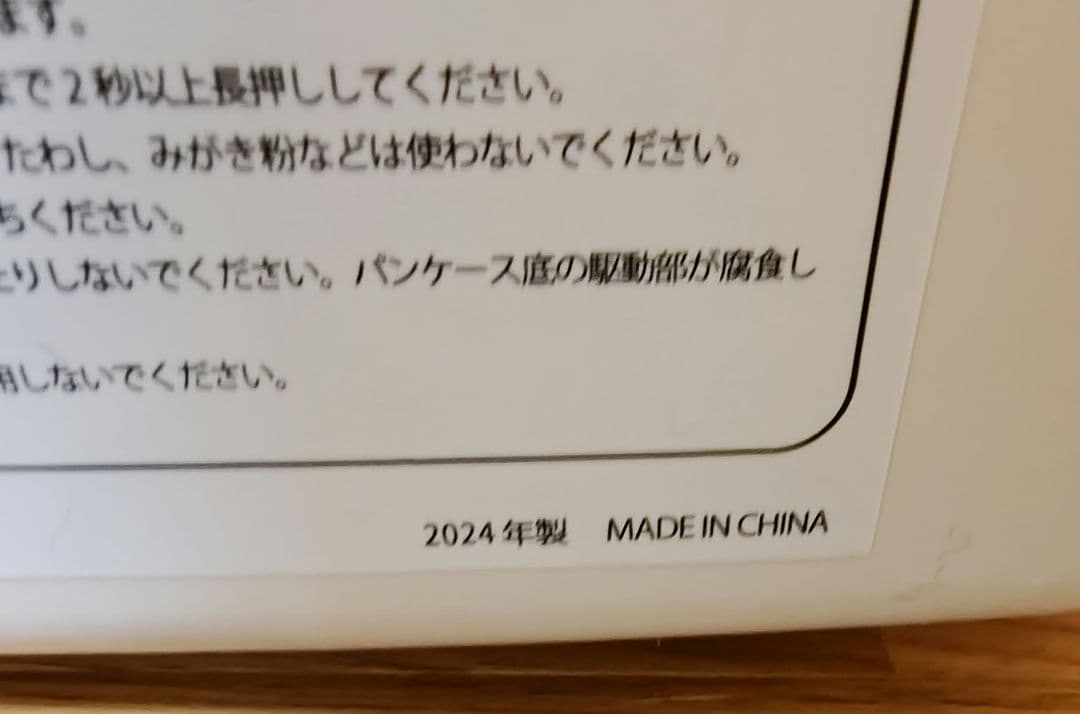 ます。
まで2秒以上長押ししてください。
たわし、みがき粉などは使わないでください。
ちください。
たりしないでください。パンケース底の駆動部が腐食し
用しないでください。
2024年製 MADE IN CHINA